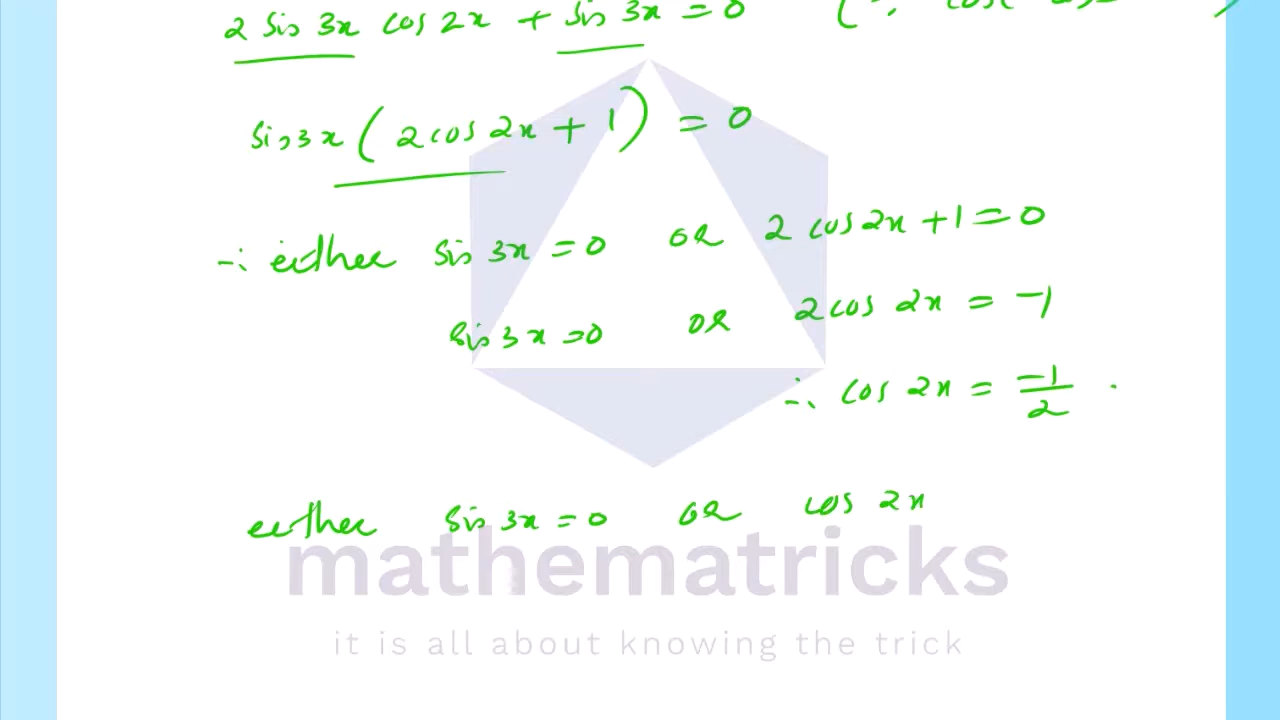 2 sin 3x cos 2x + sin 3x = 0
sin 3x ( 2 cos 2x + 1 ) = 0
∴ either sin 3x = 0 or 2 cos 2x + 1 = 0
sin 3x = 0 or 2 cos 2x = -1
∴ cos 2x = -1/2 .
either sin 3x = 0 or cos 2x
mathematricks
it is all about knowing the trick